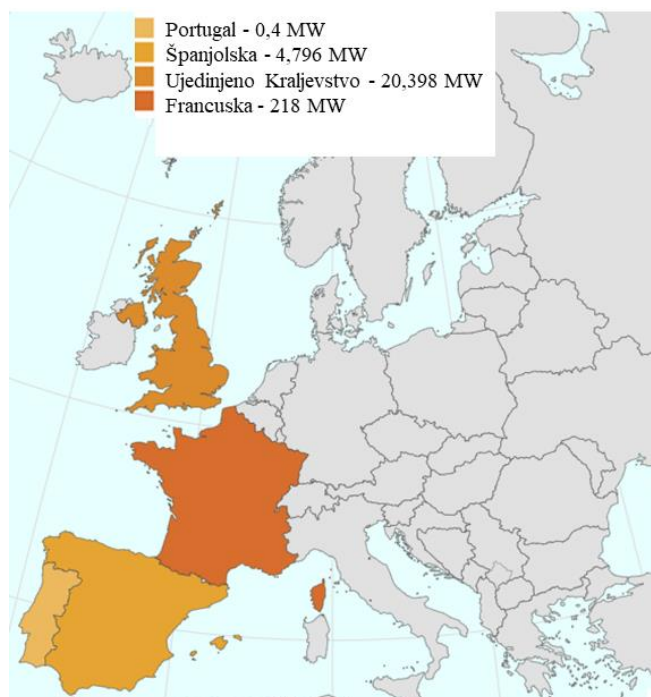 Portugal - 0,4 MW
Španjolska - 4,796 MW
Ujedinjeno Kraljevstvo - 20,398 MW
Francuska - 218 MW